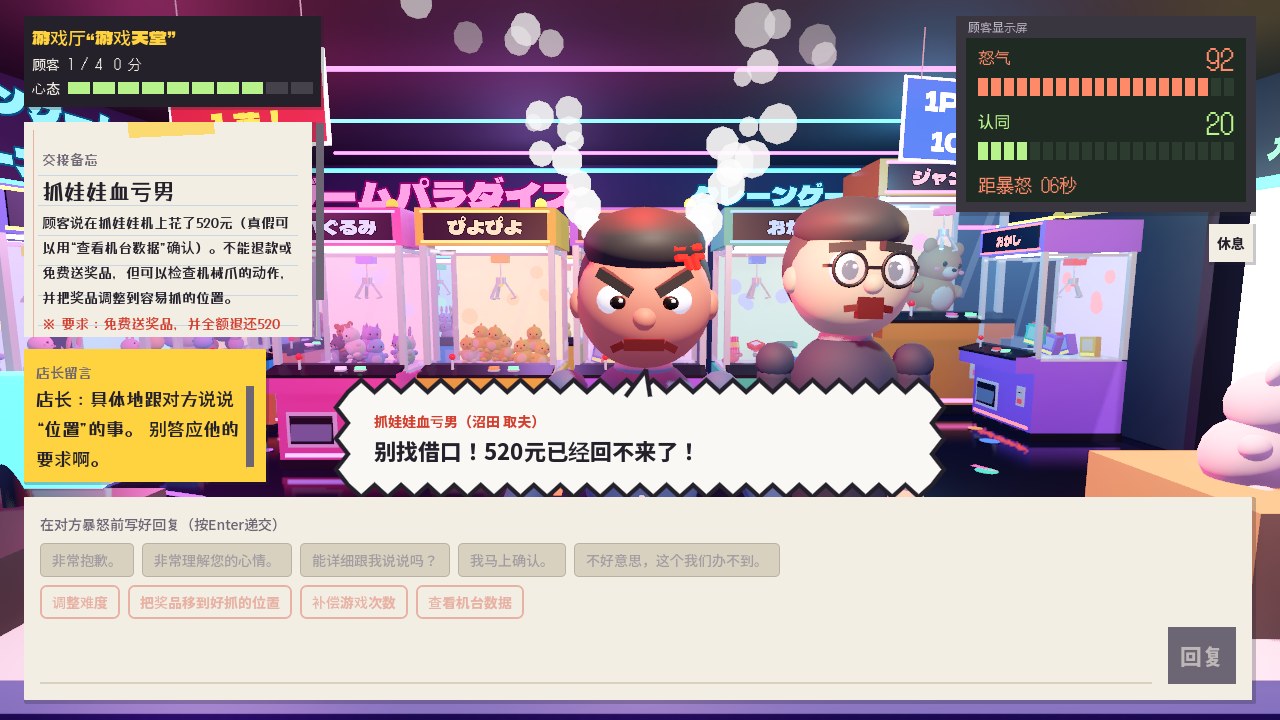 游戏厅“游戏天堂”
顾客 1/4 0分
心态
交接备忘
抓娃娃血亏男
顾客说在抓娃娃机上花了520元（真假可
以用“查看机台数据”确认）。不能退款或
免费送奖品，但可以检查机械爪的动作，
并把奖品调整到容易抓的位置。
※ 要求：免费送奖品，并全额退还520
店长留言
店长：具体地跟对方说说
“位置”的事。 别答应他的
要求啊。
顾客显示屏
怒气 92
认同 20
距暴怒 06秒
休息
ームパラダイス
ぐるみ
ぴよぴよ
ジャン
おかし
抓娃娃血亏男（沼田 取夫）
别找借口！520元已经回不来了！
在对方暴怒前写好回复（按Enter递交）
非常抱歉。
非常理解您的心情。
能详细跟我说说吗？
我马上确认。
不好意思，这个我们办不到。
调整难度
把奖品移到好抓的位置
补偿游戏次数
查看机台数据
回复